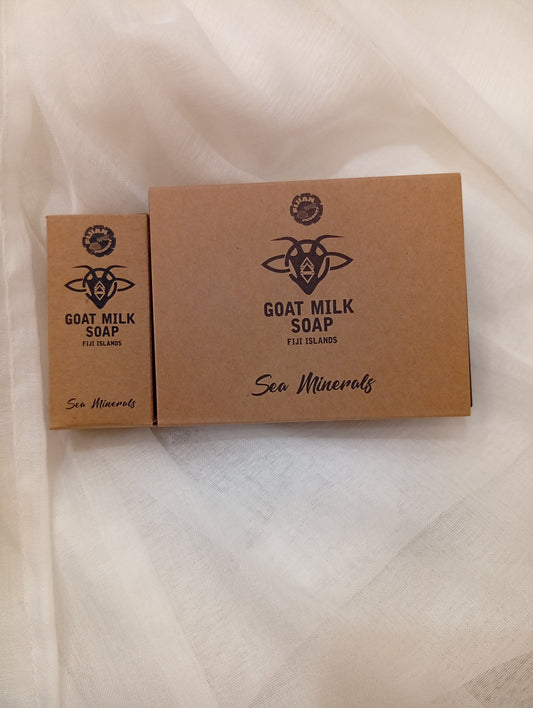 GOAT MILK
SOAP
FIJI ISLANDS
Sea Minerals
GOAT MILK
SOAP
FIJI ISLANDS
Sea Minerals